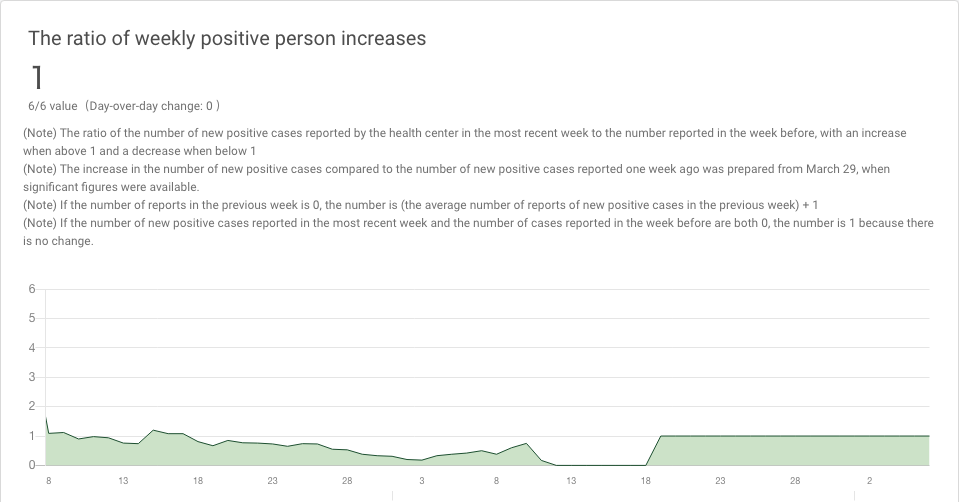 The ratio of weekly positive person increases
1
6/6 value (Day-over-day change: 0 )
(Note) The ratio of the number of new positive cases reported by the health center in the most recent week to the number reported in the week before, with an increase
when above 1 and a decrease when below 1
(Note) The increase in the number of new positive cases compared to the number of new positive cases reported one week ago was prepared from March 29, when
significant figures were available.
(Note) If the number of reports in the previous week is 0, the number is (the average number of reports of new positive cases in the previous week) + 1
(Note) If the number of new positive cases reported in the most recent week and the number of cases reported in the week before are both 0, the number is 1 because there
is no change.
6
5
4
3
2
1
0
8 13 18 23 28 3 8 13 18 23 28 2